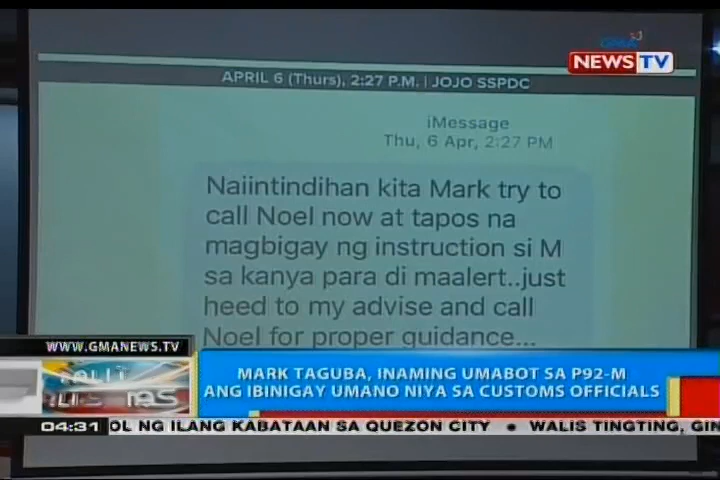 GMA
NEWS TV
APRIL 6 (Thurs), 2:27 P.M. | JOJO SSPDC
iMessage
Thu, 6 Apr, 2:27 PM
Naiintindihan kita Mark try to
call Noel now at tapos na
magbigay ng instruction si M
sa kanya para di maalert..just
heed to my advise and call
Noel for proper guidance...
WWW.GMANEWS.TV
MARK TAGUBA, INAMING UMABOT SA P92-M
ANG IBINIGAY UMANO NIYA SA CUSTOMS OFFICIALS
04:31 OL NG ILANG KABATAAN SA QUEZON CITY • WALIS TINGTING, GIN